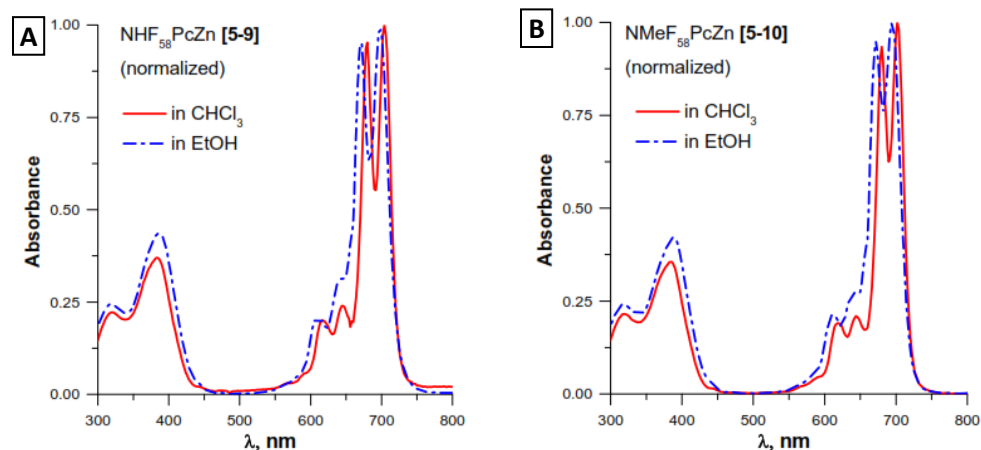 A
NHF₅₈PcZn [5-9]
(normalized)
in CHCl₃
in EtOH
Absorbance
1.00
0.75
0.50
0.25
0.00
300 400 500 600 700 800
λ, nm
B
NMeF₅₈PcZn [5-10]
(normalized)
in CHCl₃
in EtOH
Absorbance
1.00
0.75
0.50
0.25
0.00
300 400 500 600 700 800
λ, nm